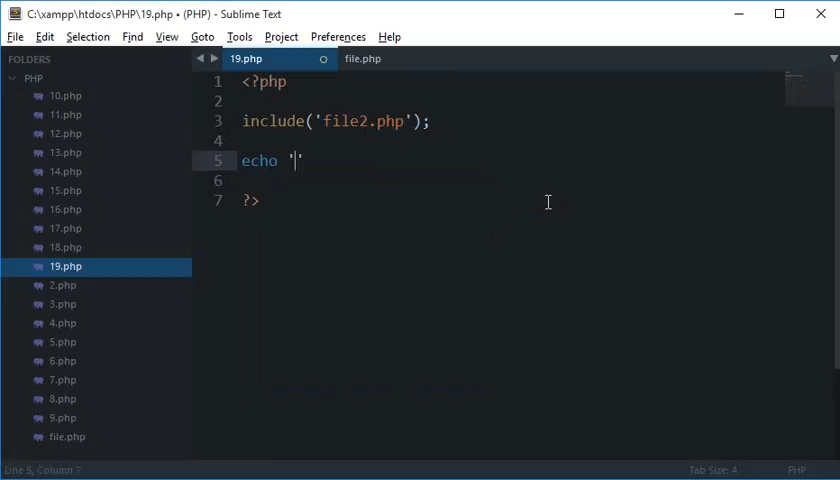 C:\xampp\htdocs\PHP\19.php • (PHP) - Sublime Text
File Edit Selection Find View Goto Tools Project Preferences Help
FOLDERS
PHP
10.php
11.php
12.php
13.php
14.php
15.php
16.php
17.php
18.php
19.php
2.php
3.php
4.php
5.php
6.php
7.php
8.php
9.php
file.php
19.php file.php
1 <?php
2
3 include('file2.php');
4
5 echo ''
6
7 ?>
Line 5, Column 7 Tab Size: 4 PHP